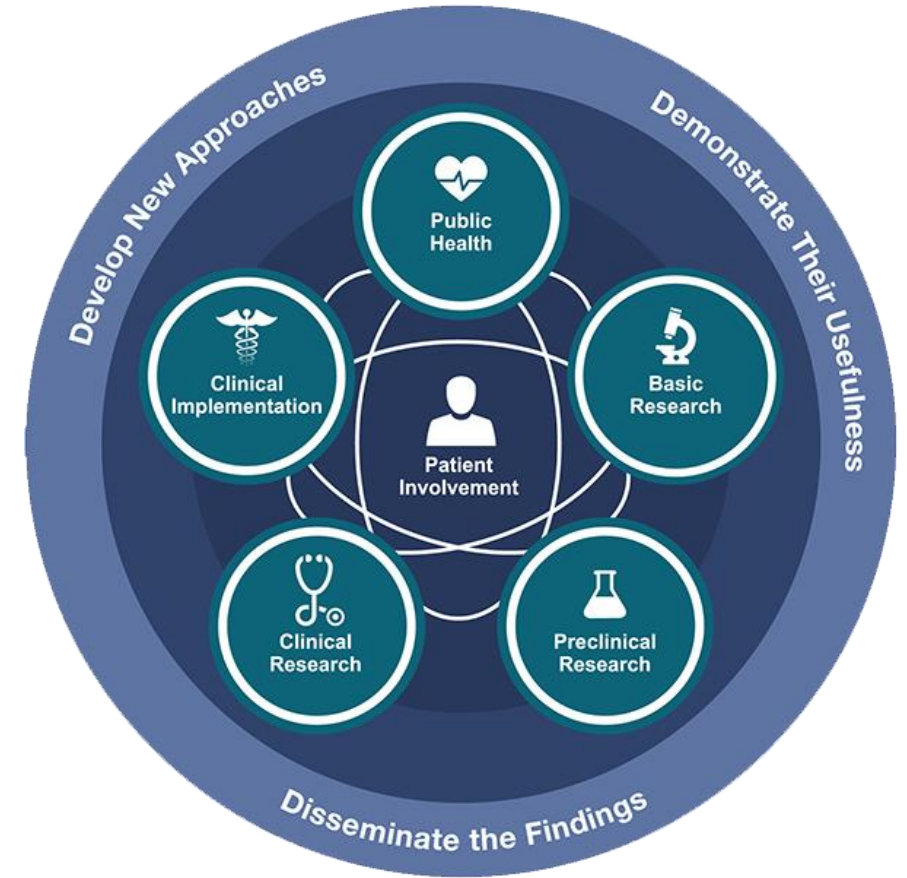 Develop New Approaches
Demonstrate Their Usefulness
Public
Health
Clinical
Implementation
Basic
Research
Patient
Involvement
Clinical
Research
Preclinical
Research
Disseminate the Findings